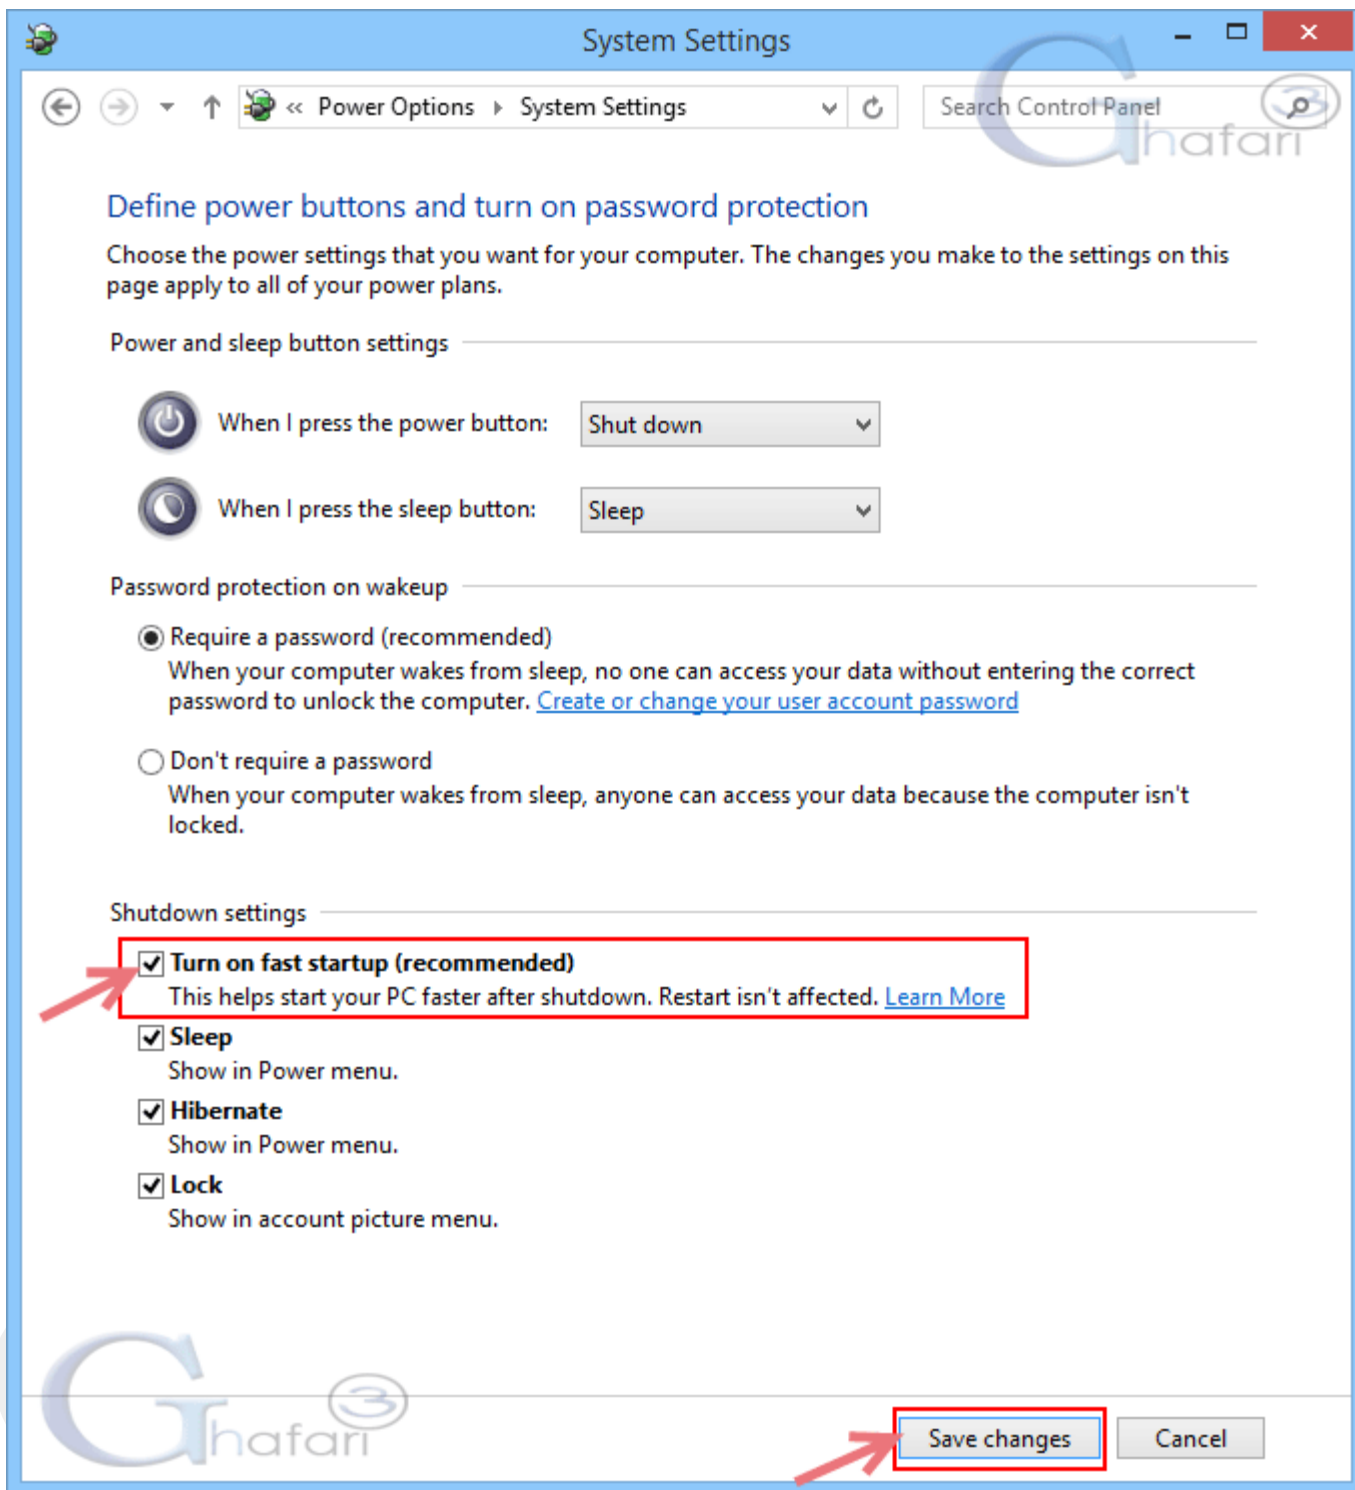 System Settings
« Power Options System Settings
Search Control Panel
Ghafari 3
Define power buttons and turn on password protection
Choose the power settings that you want for your computer. The changes you make to the settings on this
page apply to all of your power plans.
Power and sleep button settings
When I press the power button: Shut down
When I press the sleep button: Sleep
Password protection on wakeup
Require a password (recommended)
When your computer wakes from sleep, no one can access your data without entering the correct
password to unlock the computer. Create or change your user account password
Don't require a password
When your computer wakes from sleep, anyone can access your data because the computer isn't
locked.
Shutdown settings
Turn on fast startup (recommended)
This helps start your PC faster after shutdown. Restart isn't affected. Learn More
Sleep
Show in Power menu.
Hibernate
Show in Power menu.
Lock
Show in account picture menu.
Ghafari 3
Save changes Cancel